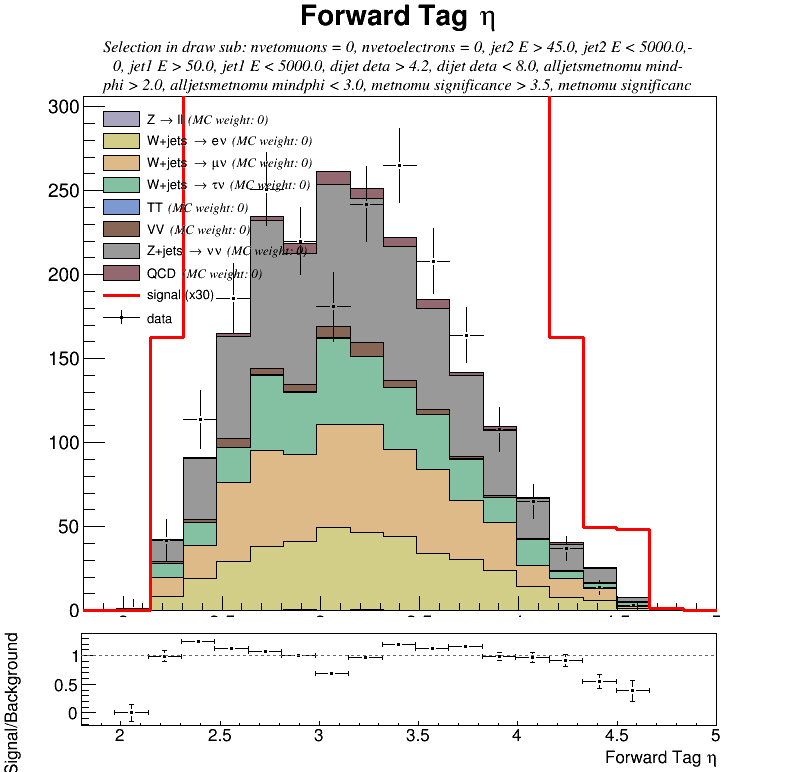 Forward Tag η
Selection in draw sub: nvetomuons = 0, nvetoelectrons = 0, jet2 E > 45.0, jet2 E < 5000.0,-
0, jet1 E > 50.0, jet1 E < 5000.0, dijet deta > 4.2, dijet deta < 8.0, alljetsmetnomu mind-
phi > 2.0, alljetsmetnomu mindphi < 3.0, metnomu significance > 3.5, metnomu significanc
300
250
200
150
100
50
0
Z → ll (MC weight: 0)
W+jets → eν (MC weight: 0)
W+jets → μν (MC weight: 0)
W+jets → τν (MC weight: 0)
TT (MC weight: 0)
VV (MC weight: 0)
Z+jets → νν (MC weight: 0)
QCD (MC weight: 0)
signal (x30)
data
Signal/Background
1
0.5
0
2 2.5 3 3.5 4 4.5 5
Forward Tag η